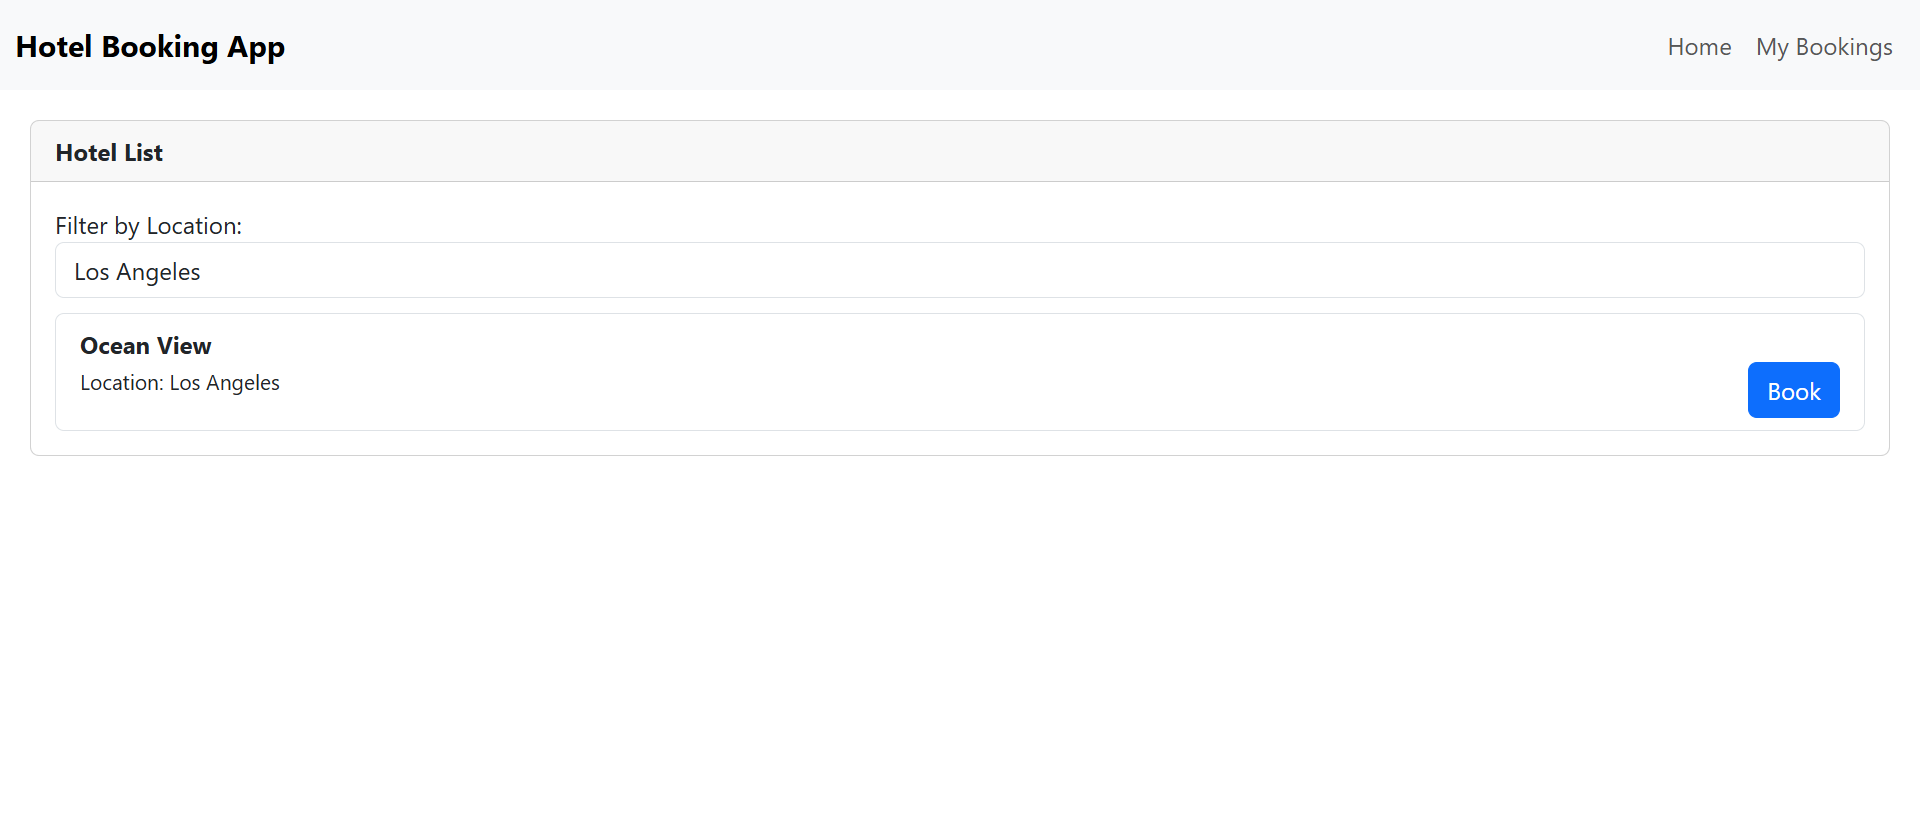 Hotel Booking App
Home My Bookings
Hotel List
Filter by Location:
Los Angeles
Ocean View
Location: Los Angeles
Book